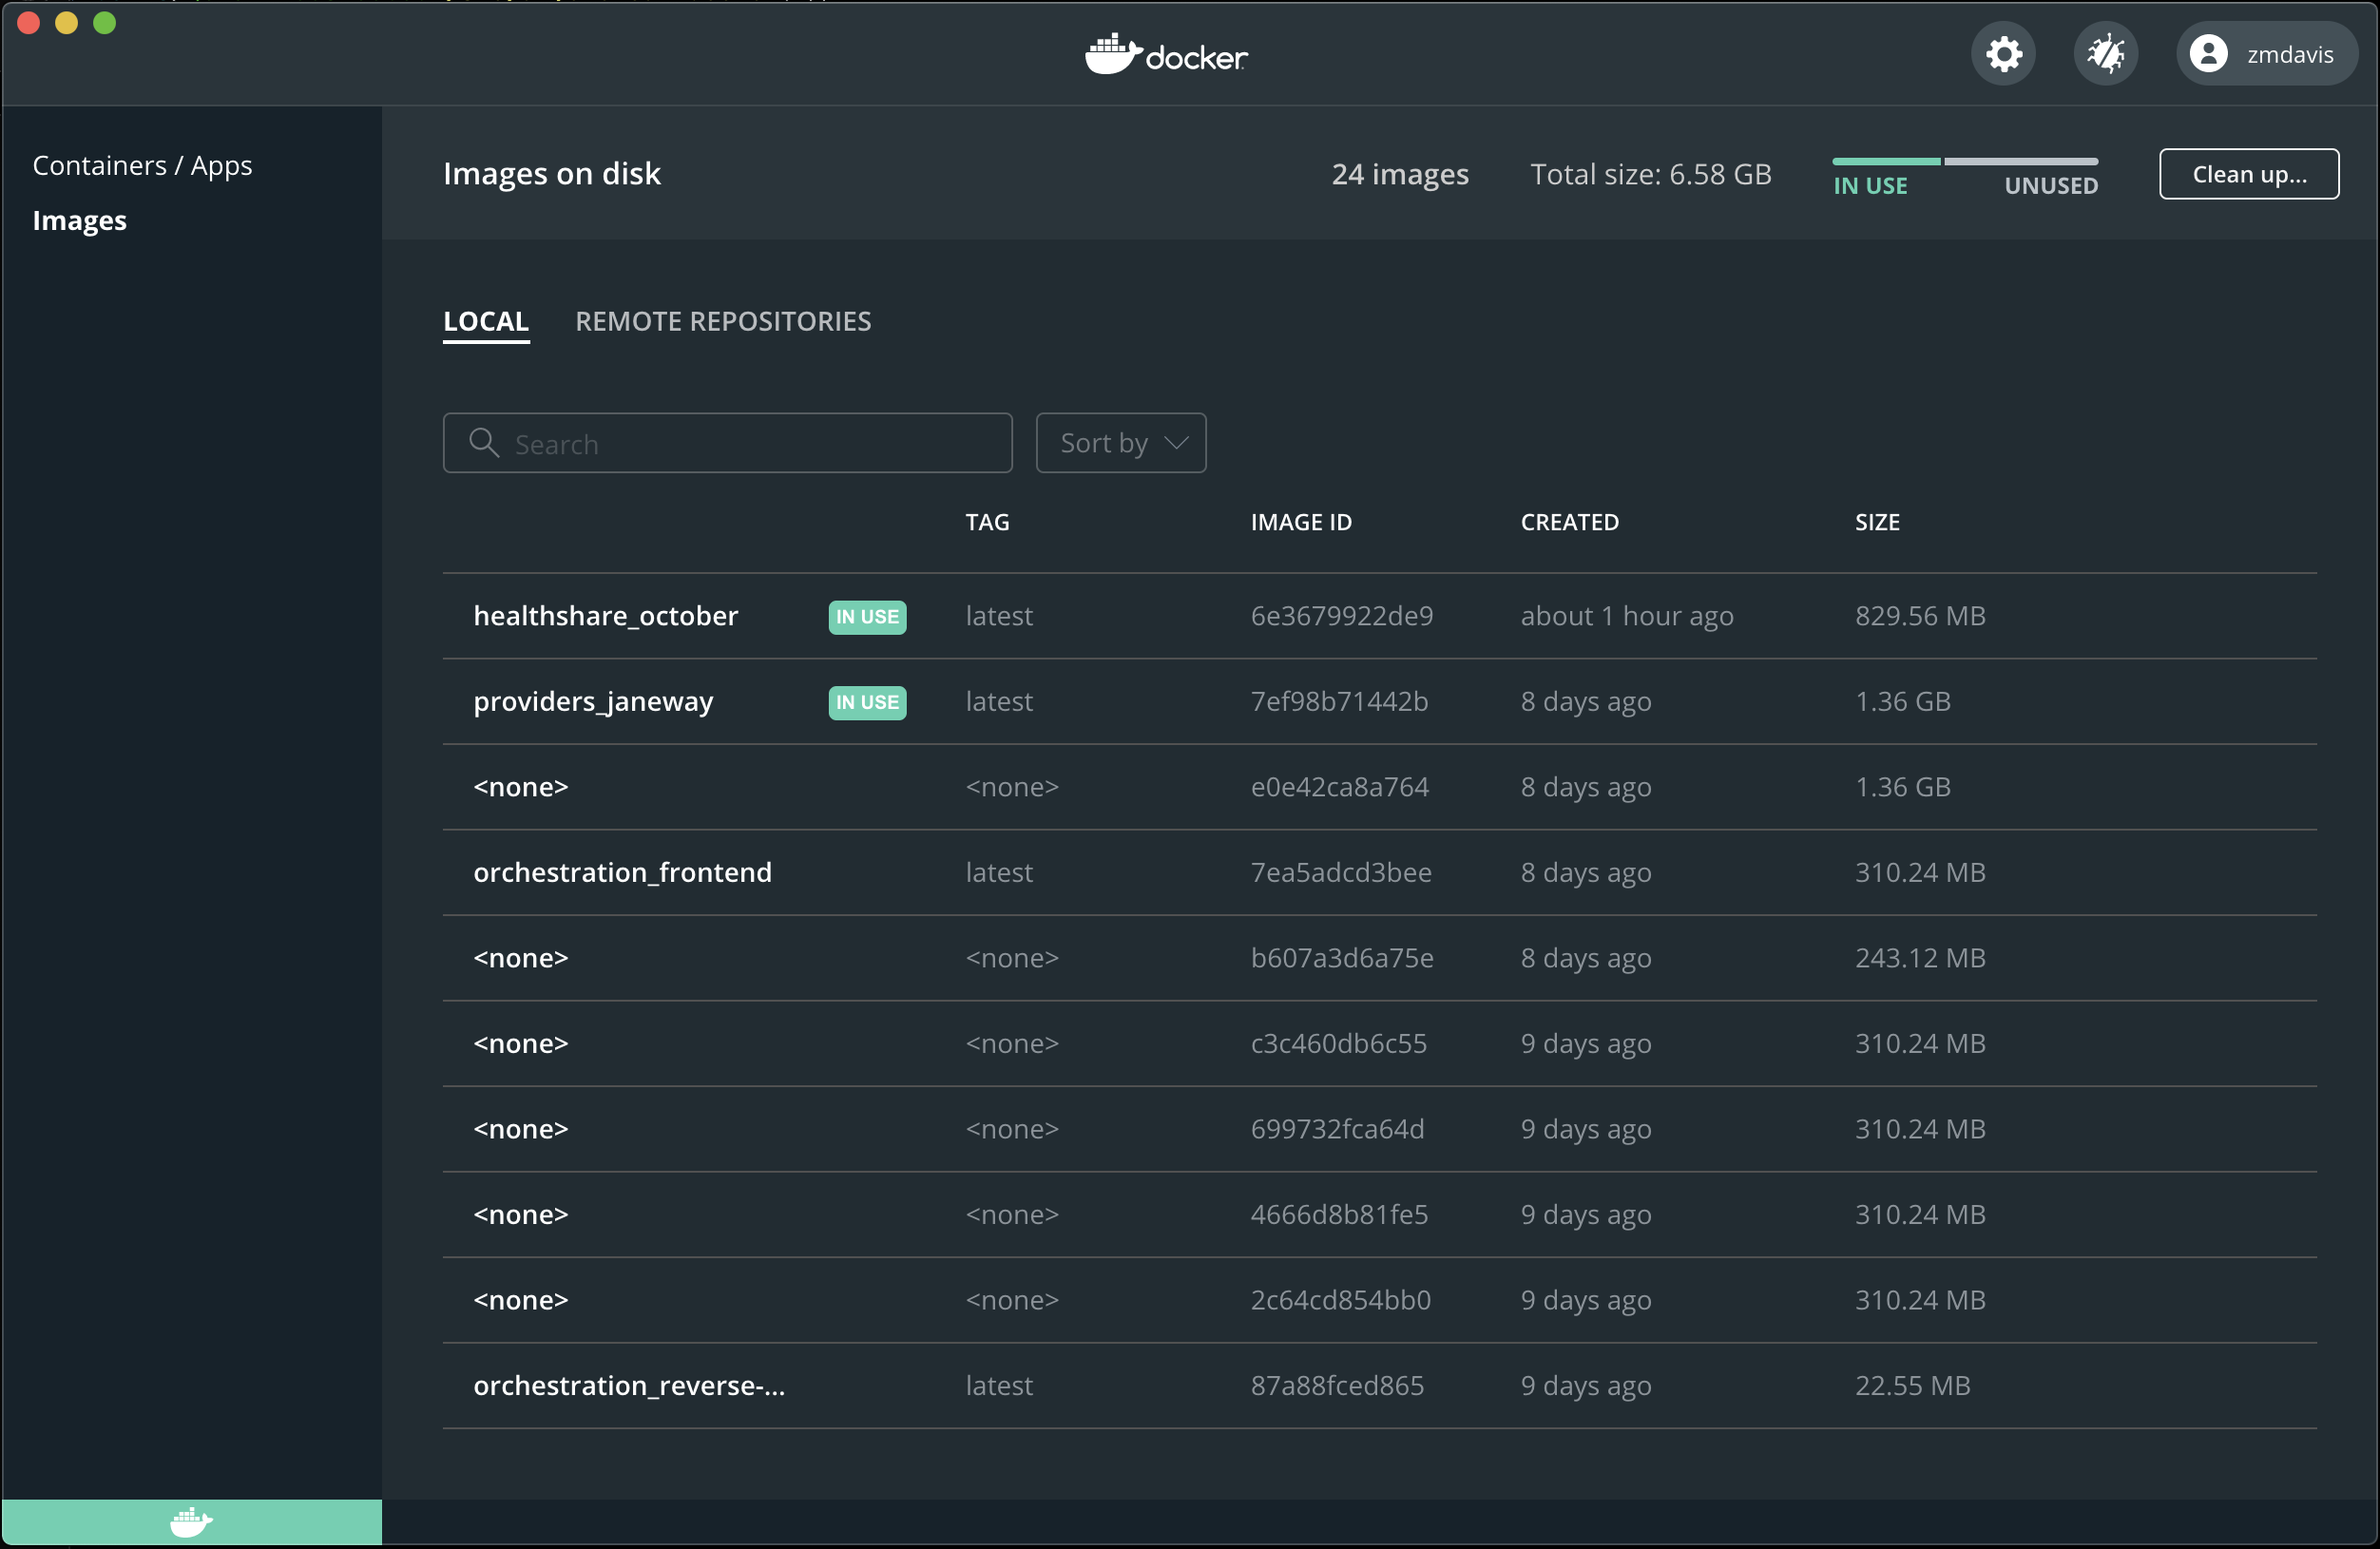 docker
zmdavis
Containers / Apps
Images
Images on disk
24 images
Total size: 6.58 GB
IN USE
UNUSED
Clean up...
LOCAL
REMOTE REPOSITORIES
Search
Sort by
TAG IMAGE ID CREATED SIZE
healthshare_october IN USE latest 6e3679922de9 about 1 hour ago 829.56 MB
providers_janeway IN USE latest 7ef98b71442b 8 days ago 1.36 GB
<none> <none> e0e42ca8a764 8 days ago 1.36 GB
orchestration_frontend latest 7ea5adcd3bee 8 days ago 310.24 MB
<none> <none> b607a3d6a75e 8 days ago 243.12 MB
<none> <none> c3c460db6c55 9 days ago 310.24 MB
<none> <none> 699732fca64d 9 days ago 310.24 MB
<none> <none> 4666d8b81fe5 9 days ago 310.24 MB
<none> <none> 2c64cd854bb0 9 days ago 310.24 MB
orchestration_reverse-... latest 87a88fced865 9 days ago 22.55 MB